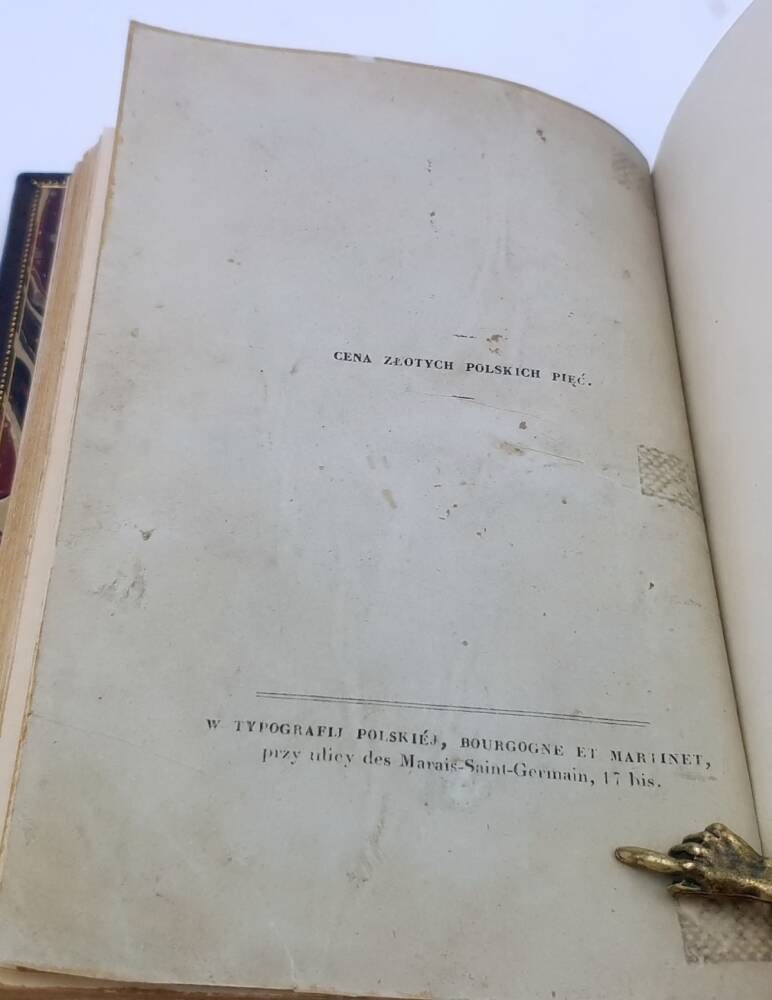 CENA ZŁOTYCH POLSKICH PIĘĆ.
W TYPOGRAFIJ POLSKIÉJ, BOURGOGNE ET MARTINET,
przy ulicy des Marais-Saint-Germain, 17 bis.